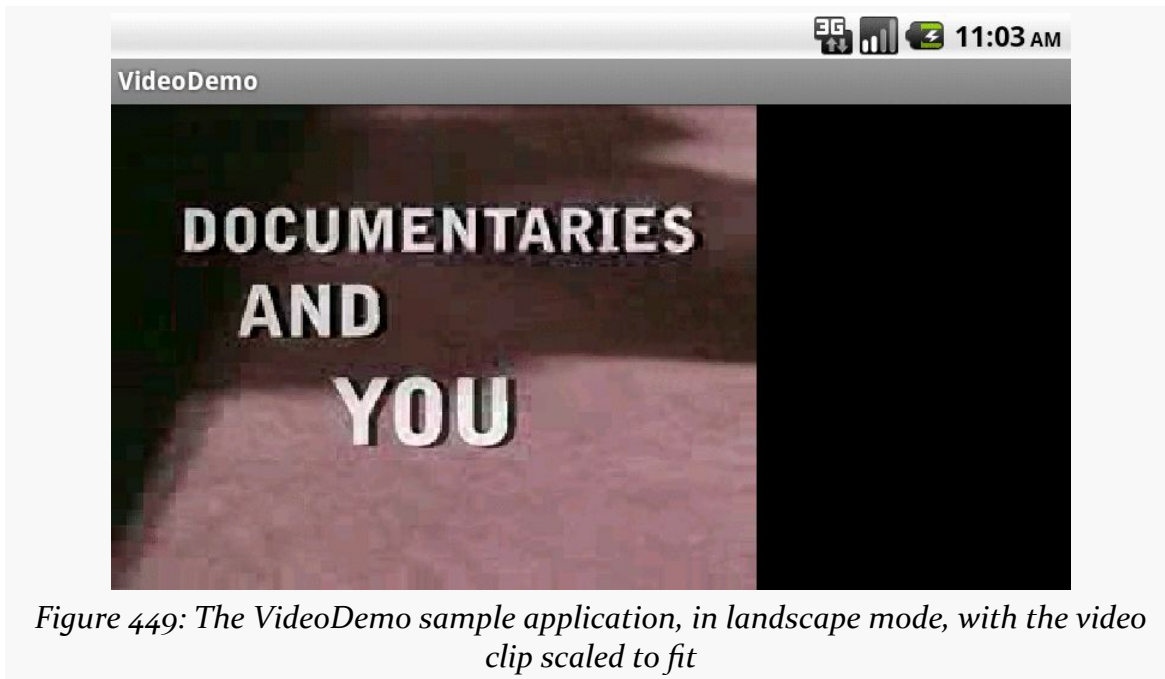 3G 11:03 AM
VideoDemo
DOCUMENTARIES
AND
YOU
Figure 449: The VideoDemo sample application, in landscape mode, with the video
clip scaled to fit